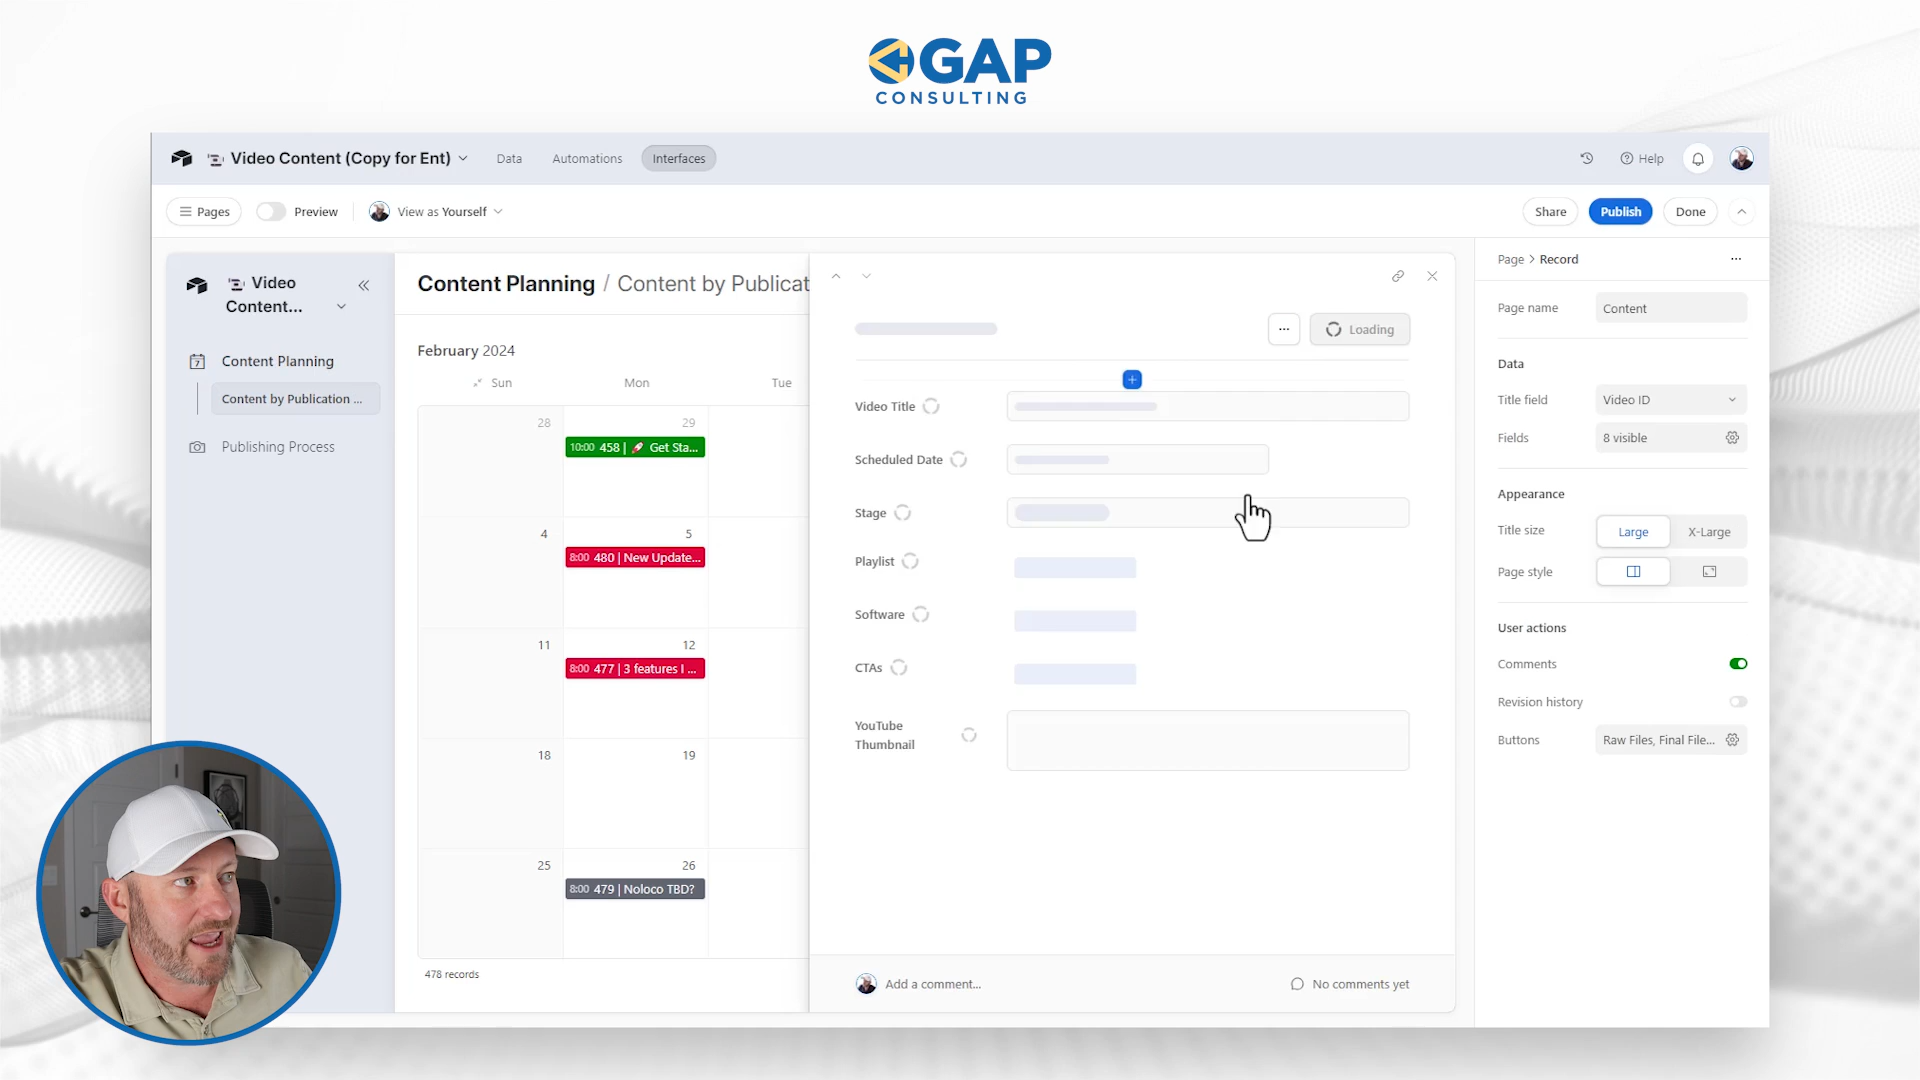 GAP
CONSULTING
Video Content (Copy for Ent)
Data
Automations
Interfaces
Help
Pages
Preview
View as Yourself
Share
Publish
Done
Video
Content...
Content Planning
Content by Publication ...
Publishing Process
Content Planning / Content by Publicat
February 2024
Sun
Mon
Tue
28
29
10:00 458 | 🚀 Get Sta...
4
5
8:00 480 | New Update...
11
12
8:00 477 | 3 features I ...
18
19
25
26
8:00 479 | Noloco TBD?
478 records
Loading
Video Title
Scheduled Date
Stage
Playlist
Software
CTAs
YouTube
Thumbnail
Add a comment...
No comments yet
Page > Record
Page name
Content
Data
Title field
Video ID
Fields
8 visible
Appearance
Title size
Large
X-Large
Page style
User actions
Comments
Revision history
Buttons
Raw Files, Final File...